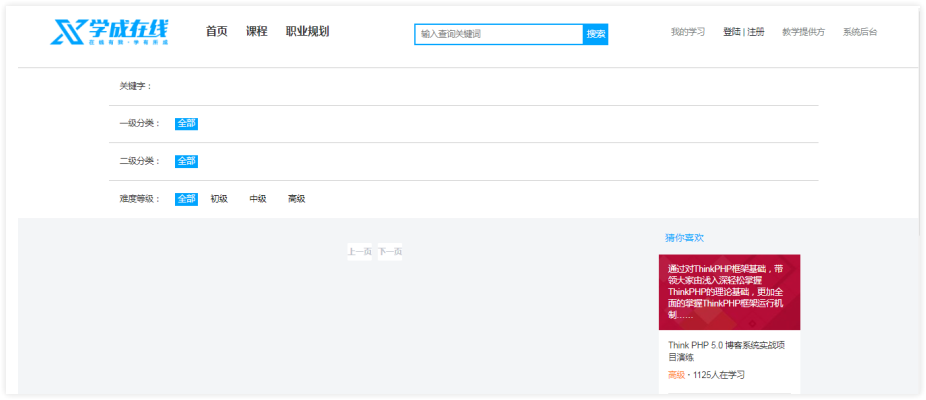 学成在线
在线看网·学有所成
首页 课程 职业规划
输入查询关键词 搜索
我的学习 登陆 | 注册 教学提供方 系统后台
关键字：
一级分类： 全部
二级分类： 全部
难度等级： 全部 初级 中级 高级
上一页 下一页
猜你喜欢
通过对ThinkPHP框架基础，带
领大家由浅入深轻松掌握
ThinkPHP的理论基础，更加全
面的掌握ThinkPHP框架运行机
制……
Think PHP 5.0 博客系统实战项
目演练
高级·1125人在学习